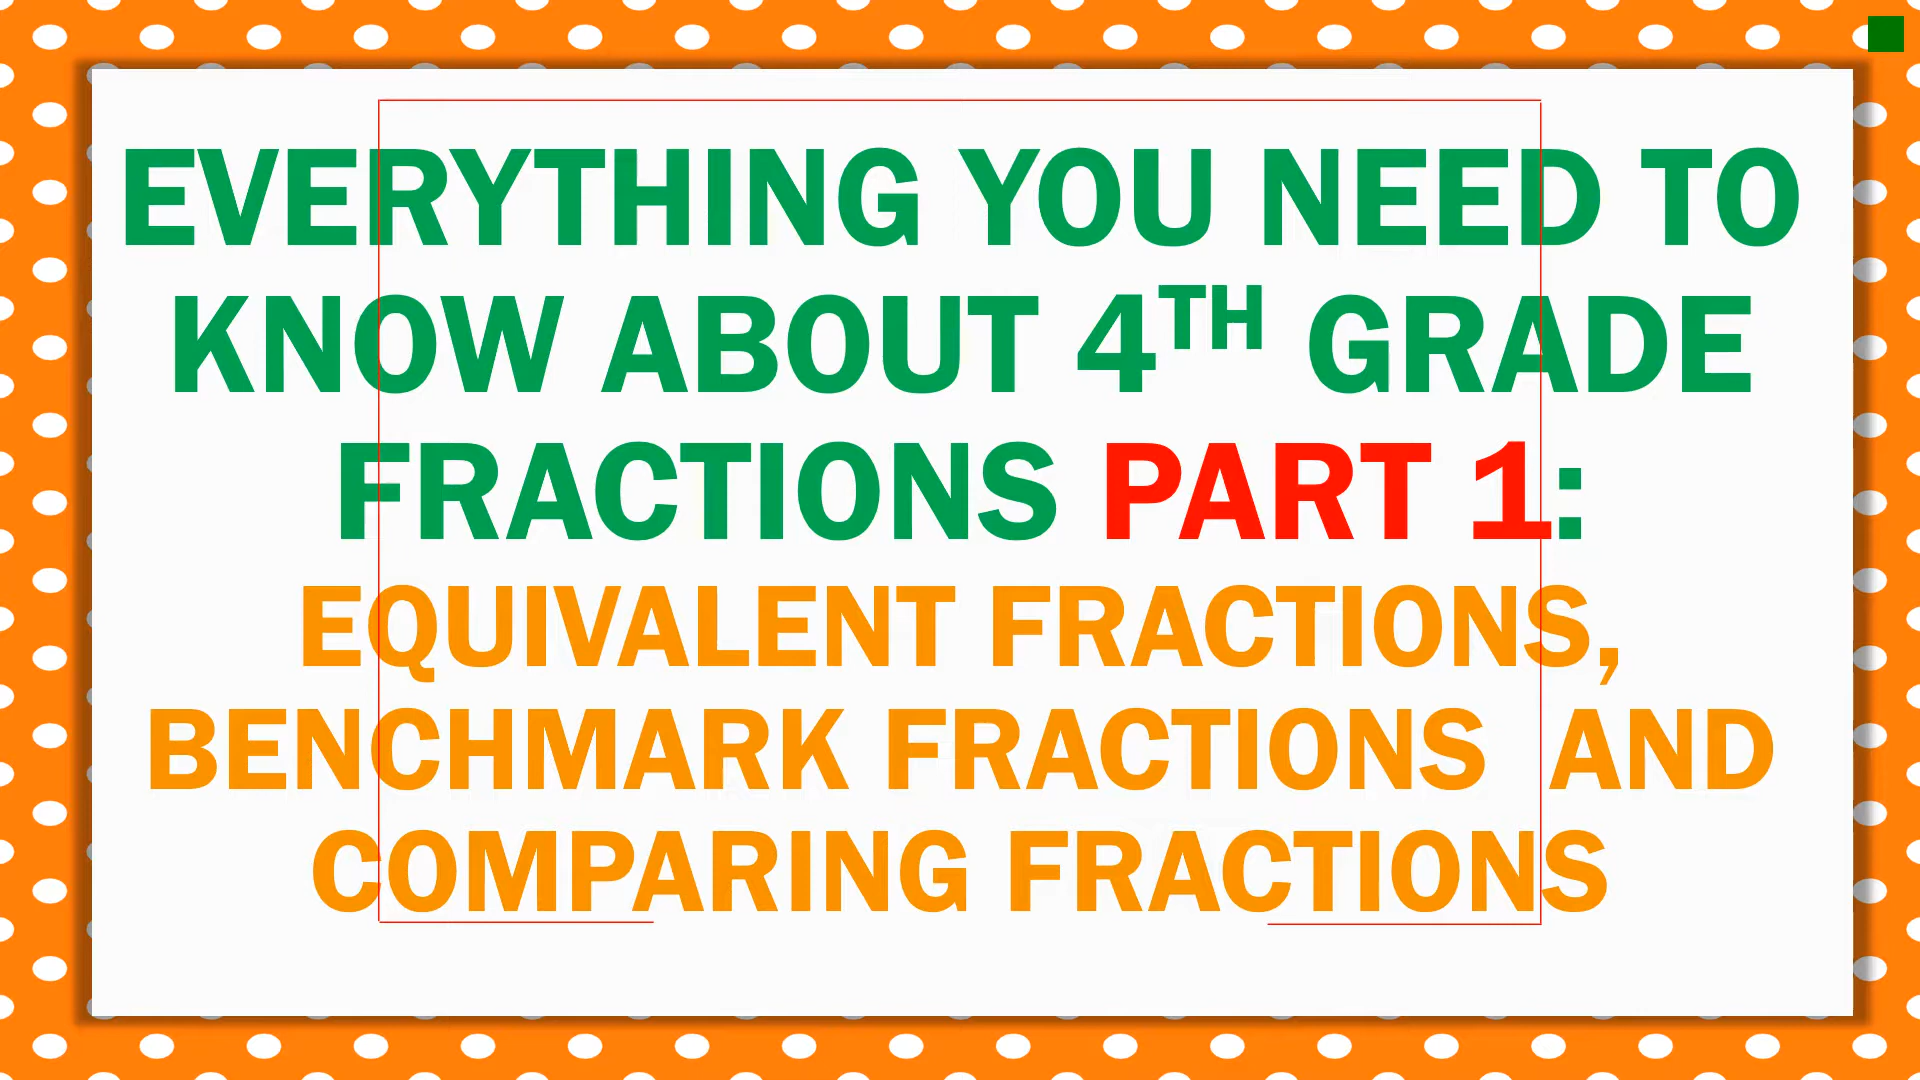 EVERYTHING YOU NEED TO
KNOW ABOUT 4TH GRADE
FRACTIONS PART 1:
EQUIVALENT FRACTIONS,
BENCHMARK FRACTIONS AND
COMPARING FRACTIONS